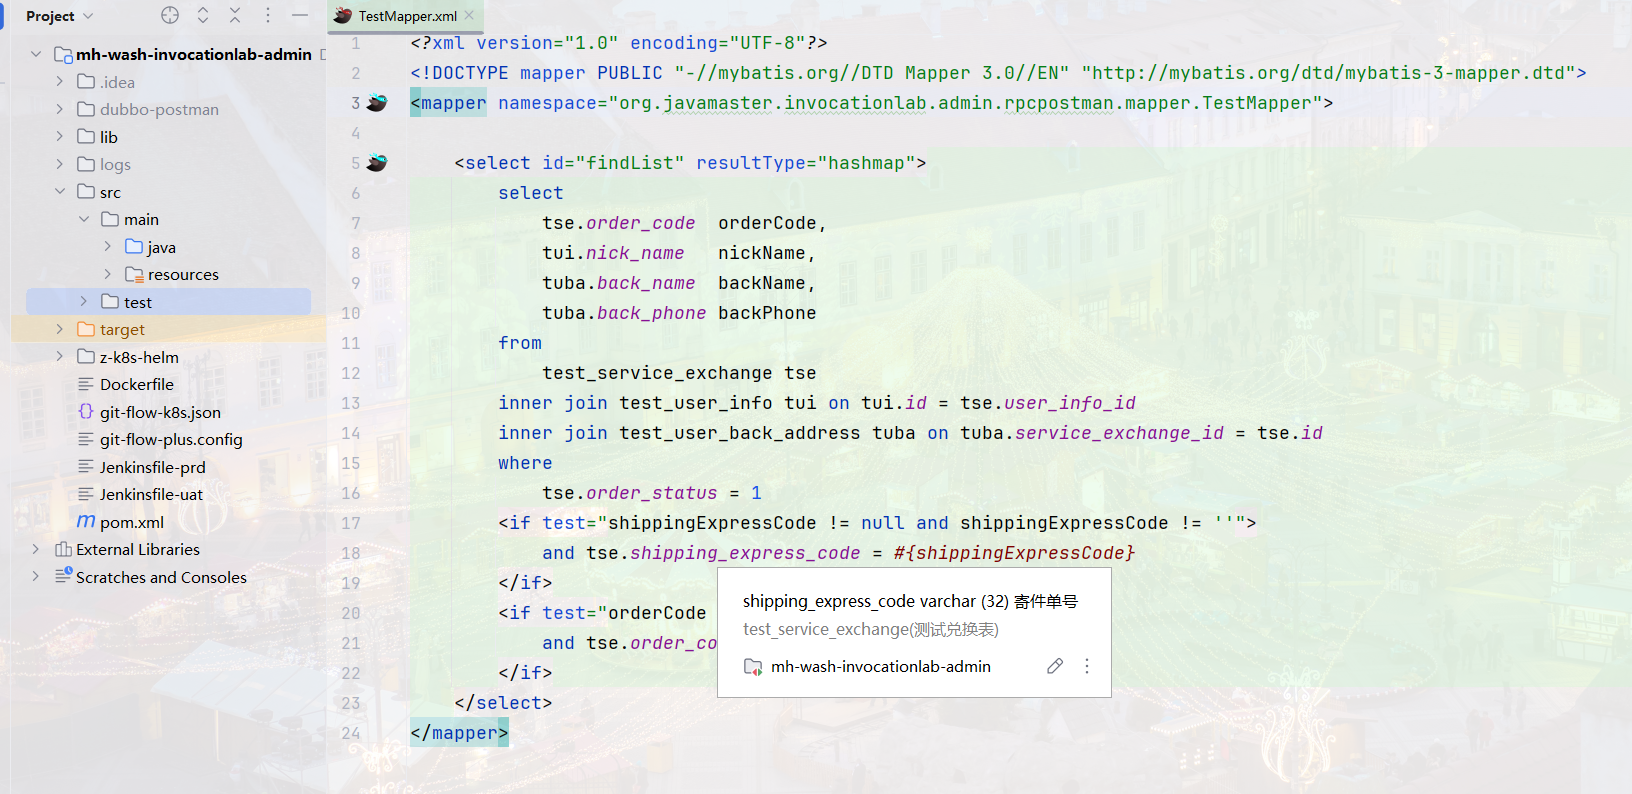 Project
mh-wash-invocationlab-admin
.idea
dubbo-postman
lib
logs
src
main
java
resources
test
target
z-k8s-helm
Dockerfile
git-flow-k8s.json
git-flow-plus.config
Jenkinsfile-prd
Jenkinsfile-uat
pom.xml
External Libraries
Scratches and Consoles
TestMapper.xml
1 <?xml version="1.0" encoding="UTF-8"?>
2 <!DOCTYPE mapper PUBLIC "-//mybatis.org//DTD Mapper 3.0//EN" "http://mybatis.org/dtd/mybatis-3-mapper.dtd">
3 <mapper namespace="org.javamaster.invocationlab.admin.rpcpostman.mapper.TestMapper">
4
5 <select id="findList" resultType="hashmap">
6 select
7 tse.order_code orderCode,
8 tui.nick_name nickName,
9 tuba.back_name backName,
10 tuba.back_phone backPhone
11 from
12 test_service_exchange tse
13 inner join test_user_info tui on tui.id = tse.user_info_id
14 inner join test_user_back_address tuba on tuba.service_exchange_id = tse.id
15 where
16 tse.order_status = 1
17 <if test="shippingExpressCode != null and shippingExpressCode != ''">
18 and tse.shipping_express_code = #{shippingExpressCode}
19 </if>
20 <if test="orderCode
21 and tse.order_co
22 </if>
23 </select>
24 </mapper>
shipping_express_code varchar (32) 寄件单号
test_service_exchange(测试兑换表)
mh-wash-invocationlab-admin